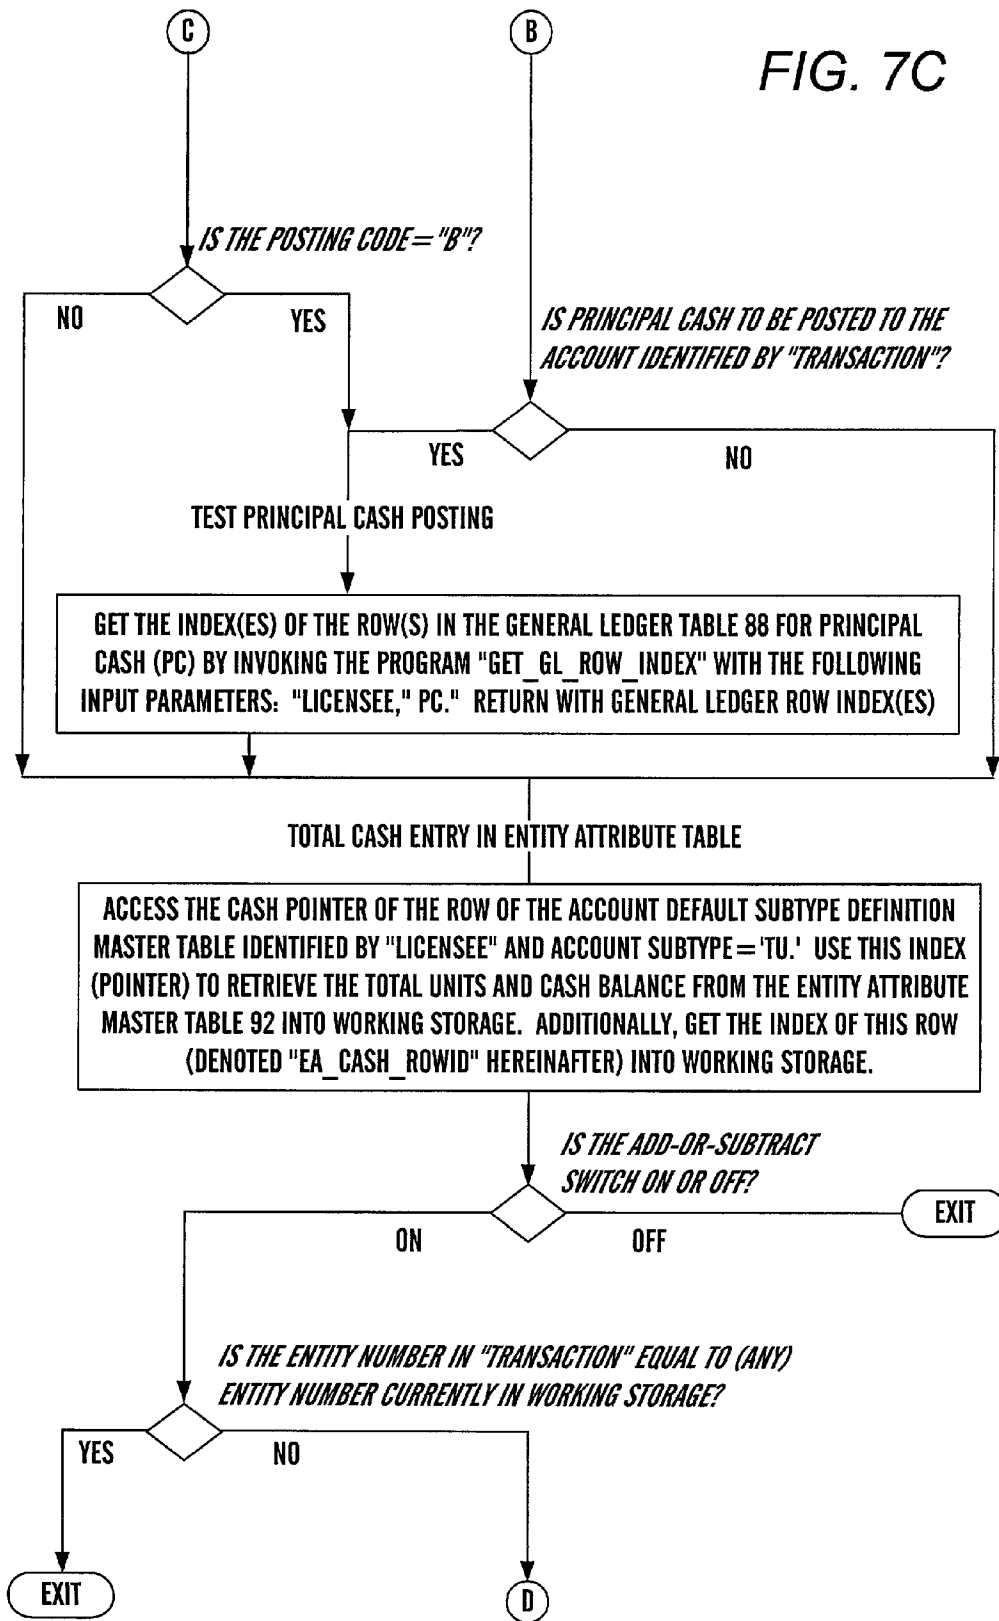 C
B
FIG. 7C
IS THE POSTING CODE="B"?
NO
YES
IS PRINCIPAL CASH TO BE POSTED TO THE
ACCOUNT IDENTIFIED BY "TRANSACTION"?
YES
NO
TEST PRINCIPAL CASH POSTING
GET THE INDEX(ES) OF THE ROW(S) IN THE GENERAL LEDGER TABLE 88 FOR PRINCIPAL
CASH (PC) BY INVOKING THE PROGRAM "GET_GL_ROW_INDEX" WITH THE FOLLOWING
INPUT PARAMETERS: "LICENSEE," PC." RETURN WITH GENERAL LEDGER ROW INDEX(ES)
TOTAL CASH ENTRY IN ENTITY ATTRIBUTE TABLE
ACCESS THE CASH POINTER OF THE ROW OF THE ACCOUNT DEFAULT SUBTYPE DEFINITION
MASTER TABLE IDENTIFIED BY "LICENSEE" AND ACCOUNT SUBTYPE='TU.' USE THIS INDEX
(POINTER) TO RETRIEVE THE TOTAL UNITS AND CASH BALANCE FROM THE ENTITY ATTRIBUTE
MASTER TABLE 92 INTO WORKING STORAGE. ADDITIONALLY, GET THE INDEX OF THIS ROW
(DENOTED "EA_CASH_ROWID" HEREINAFTER) INTO WORKING STORAGE.
IS THE ADD-OR-SUBTRACT
SWITCH ON OR OFF?
ON
OFF
EXIT
IS THE ENTITY NUMBER IN "TRANSACTION" EQUAL TO (ANY)
ENTITY NUMBER CURRENTLY IN WORKING STORAGE?
YES
NO
EXIT
D